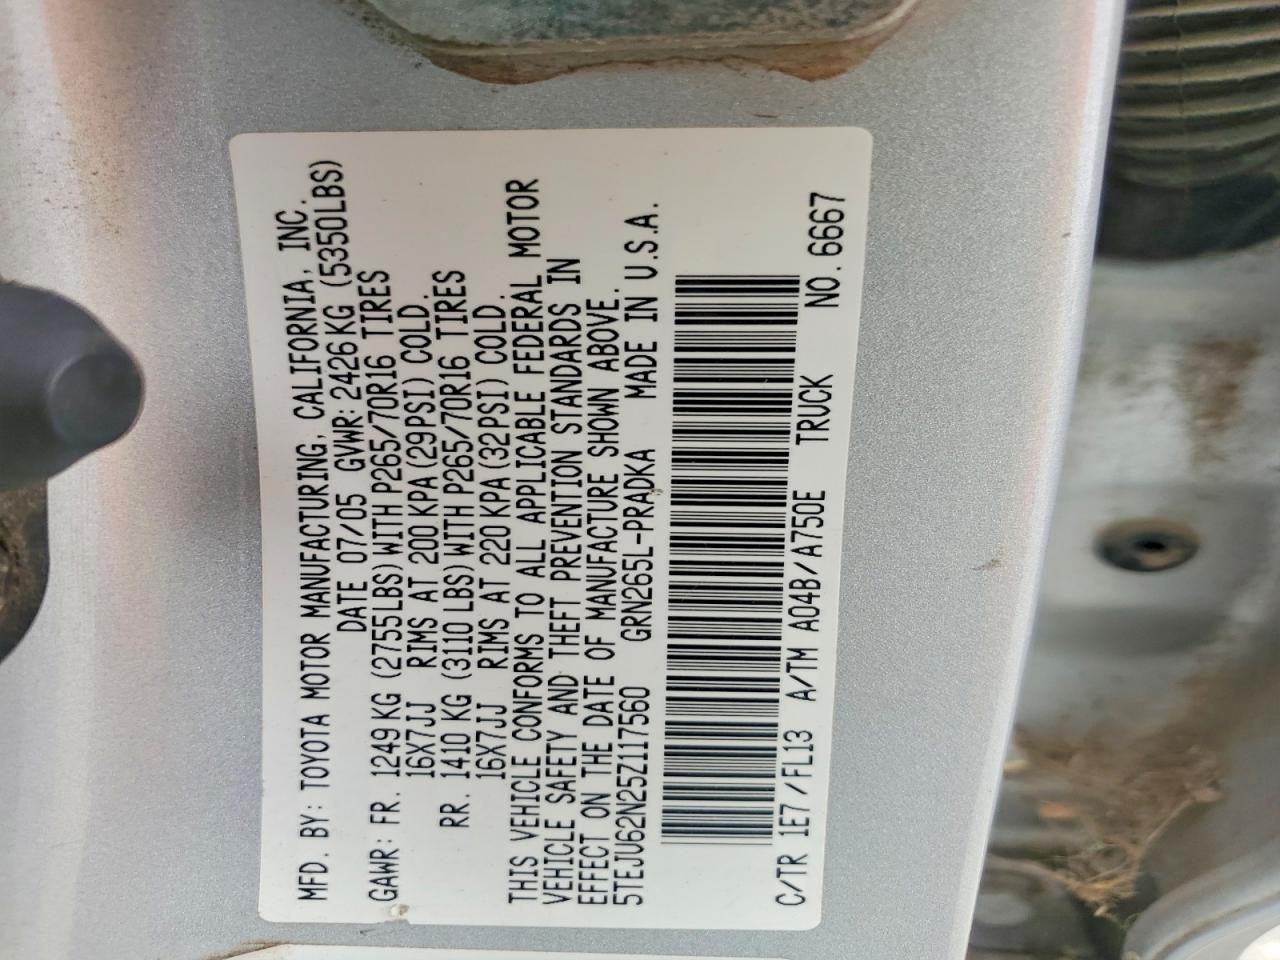 MFD. BY: TOYOTA MOTOR MANUFACTURING, CALIFORNIA, INC.
DATE 07/05 GVWR: 2426KG (5350LBS)
GAWR: FR. 1249KG (2755LBS)WITH P265/70R16 TIRES
16X7JJ RIMS AT 200 KPA(29PSI) COLD.
RR. 1410 KG (3110 LBS)WITH P265/70R16 TIRES
16X7JJ RIMS AT 220 KPA(32PSI) COLD.
THIS VEHICLE CONFORMS TO ALL APPLICABLE FEDERAL MOTOR
VEHICLE SAFETY AND THEFT PREVENTION STANDARDS IN
EFFECT ON THE DATE OF MANUFACTURE SHOWN ABOVE.
5TEJU62N25Z117560 GRN265L-PRADKA MADE IN U.S.A.
C/TR 1E7/FL13 A/TM A04B/A750E TRUCK NO. 6667